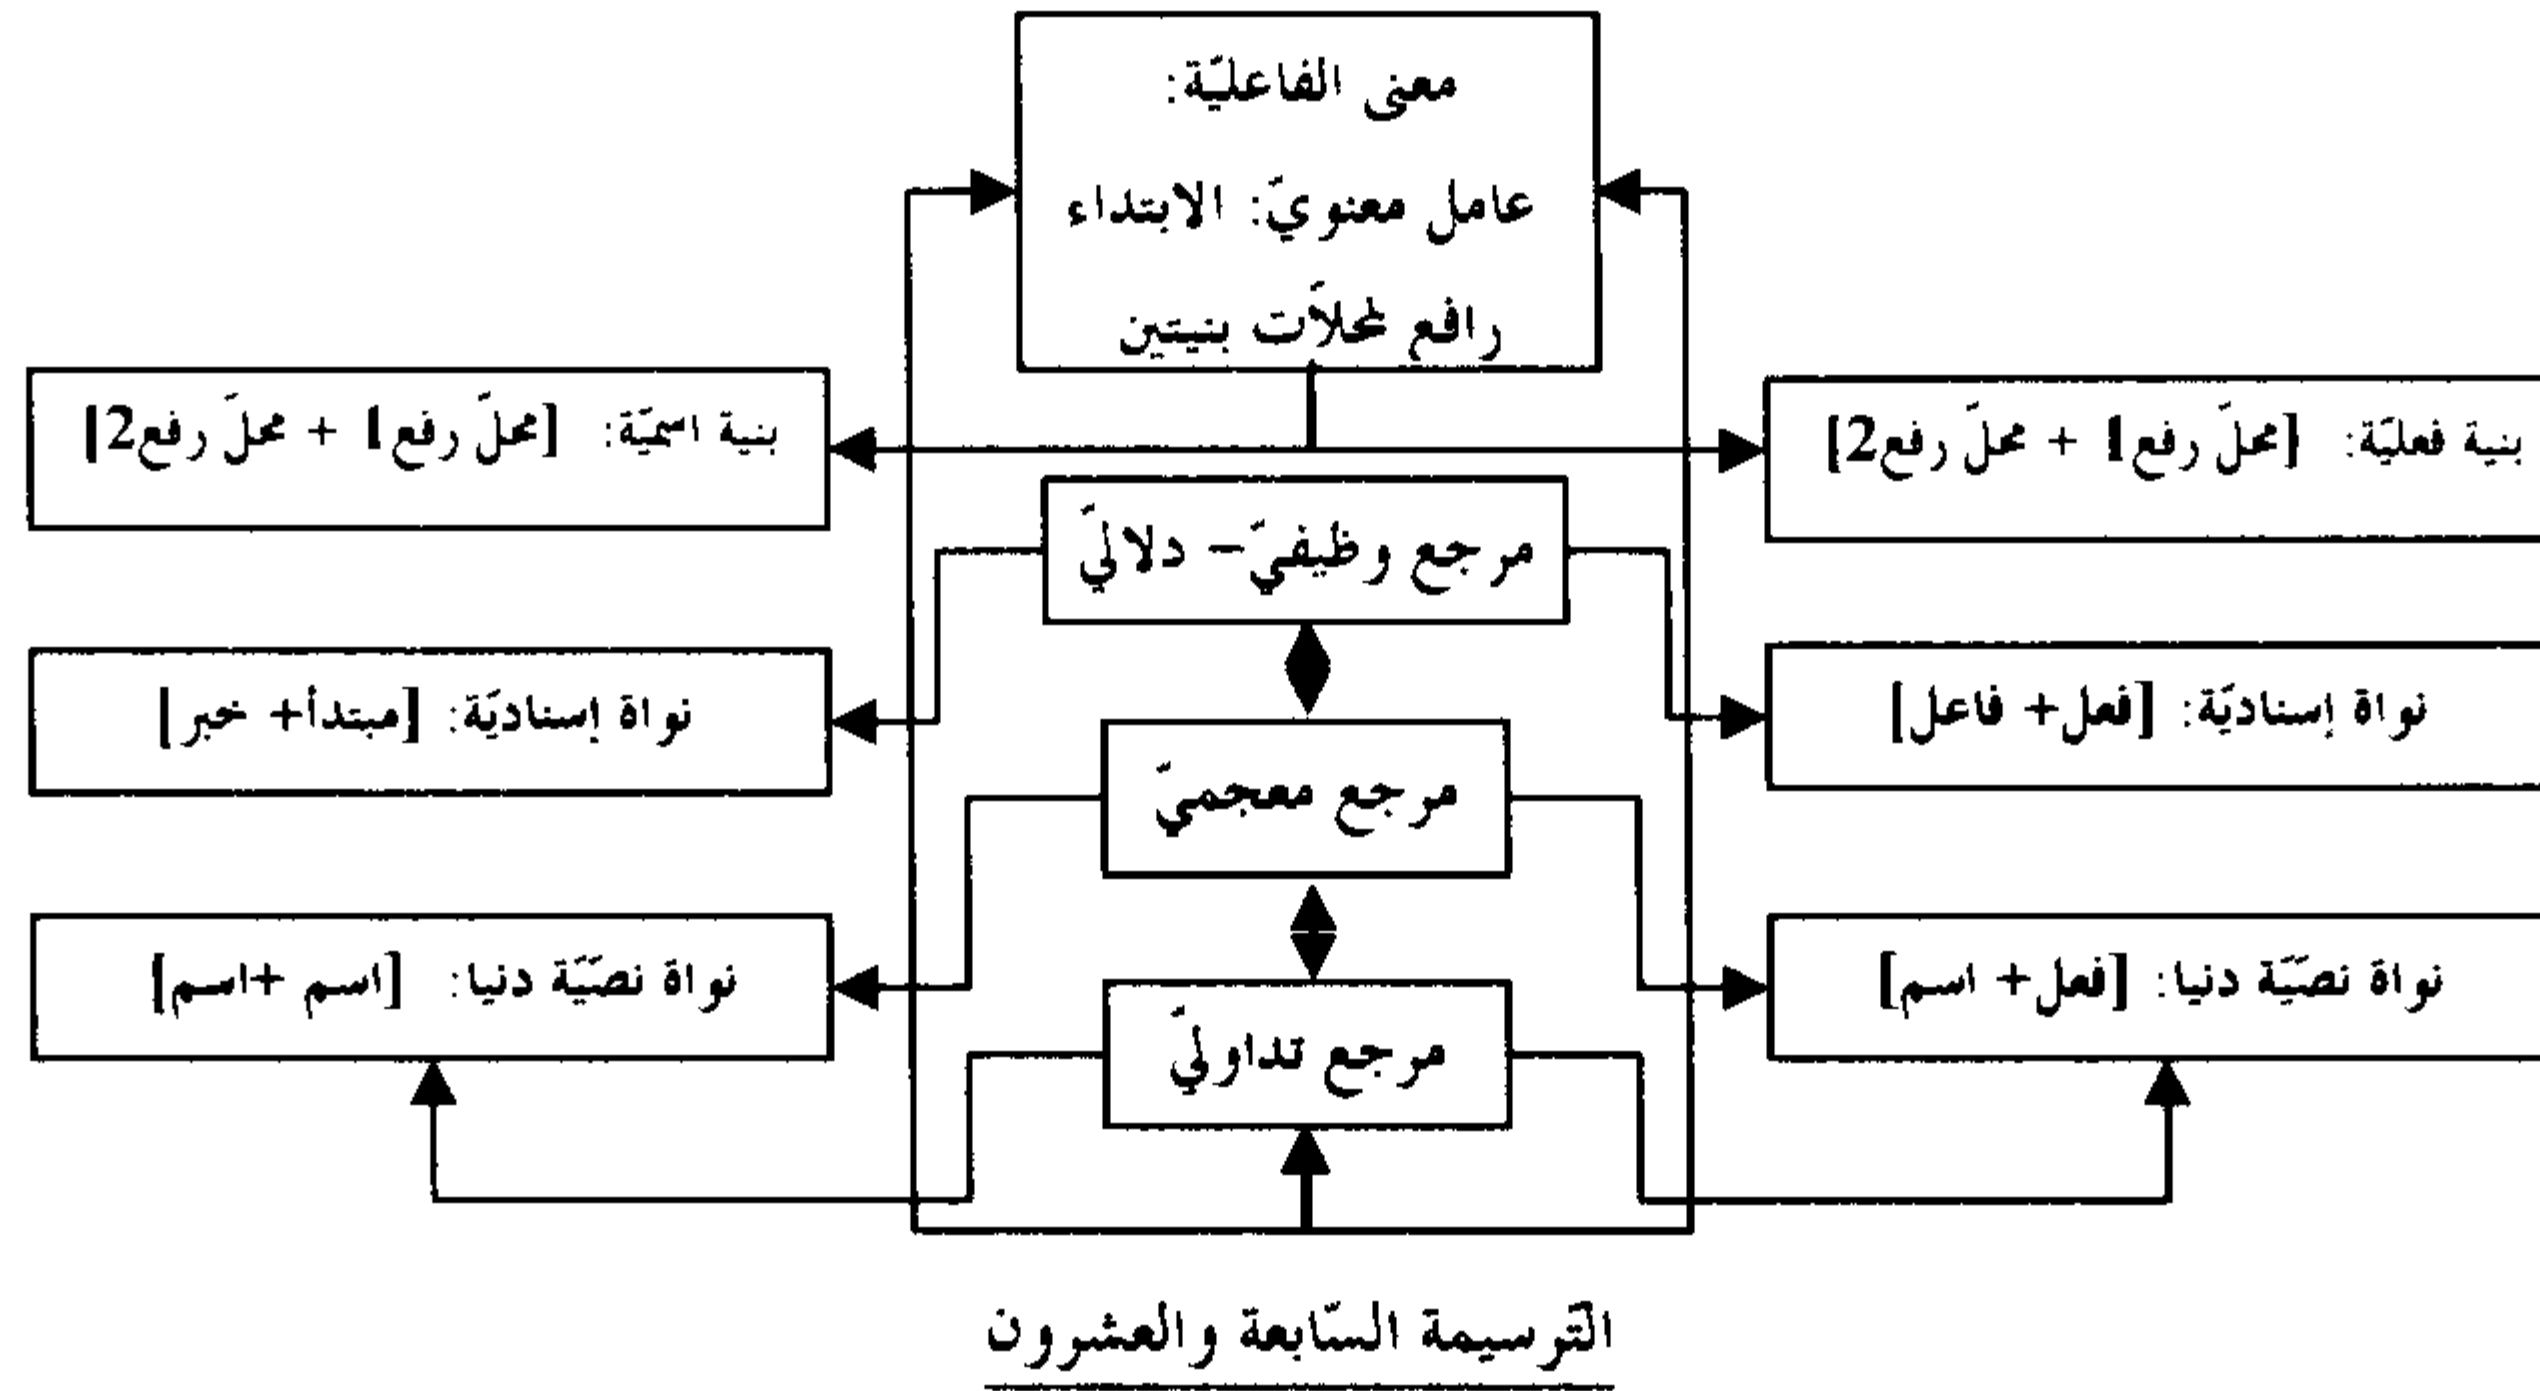 معنى الفاعليّة:
عامل معنويّ: الابتداء
رافع لمحلاّت بنيتين
بنية فعليّة: [محلّ رفع1 + محلّ رفع2]
بنية اسميّة: [محلّ رفع1 + محلّ رفع2]
مرجع وظيفيّ- دلاليّ
نواة إسناديّة: [فعل+ فاعل]
نواة إسناديّة: [مبتدأ+ خبر]
مرجع معجميّ
نواة نصّيّة دنيا: [فعل+ اسم]
نواة نصّيّة دنيا: [اسم +اسم]
مرجع تداوليّ
التّرسيمة السّابعة والعشرون